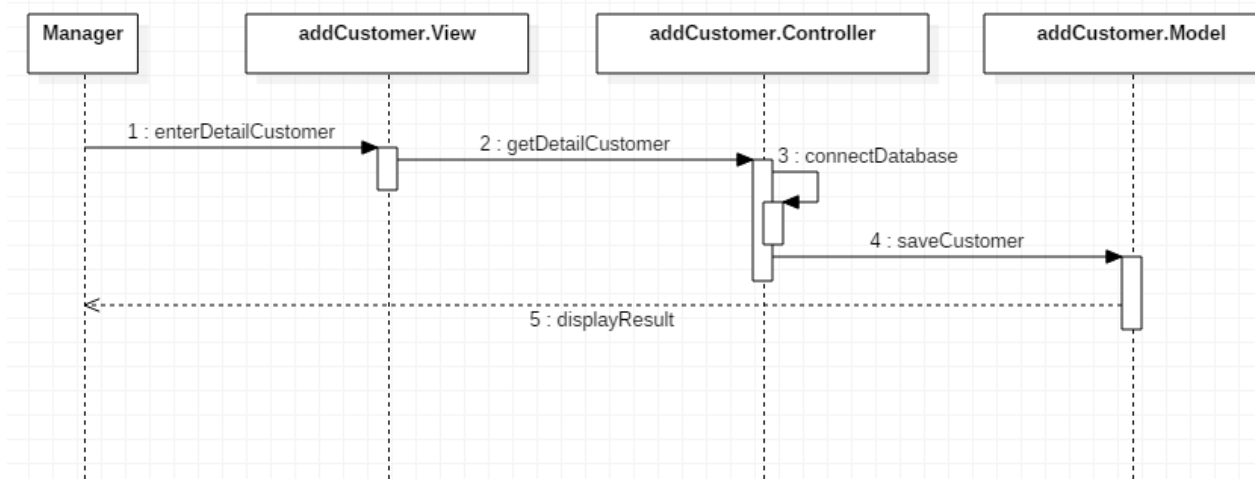 Manager
addCustomer.View
addCustomer.Controller
addCustomer.Model
1 : enterDetailCustomer
2 : getDetailCustomer
3 : connectDatabase
4 : saveCustomer
5 : displayResult